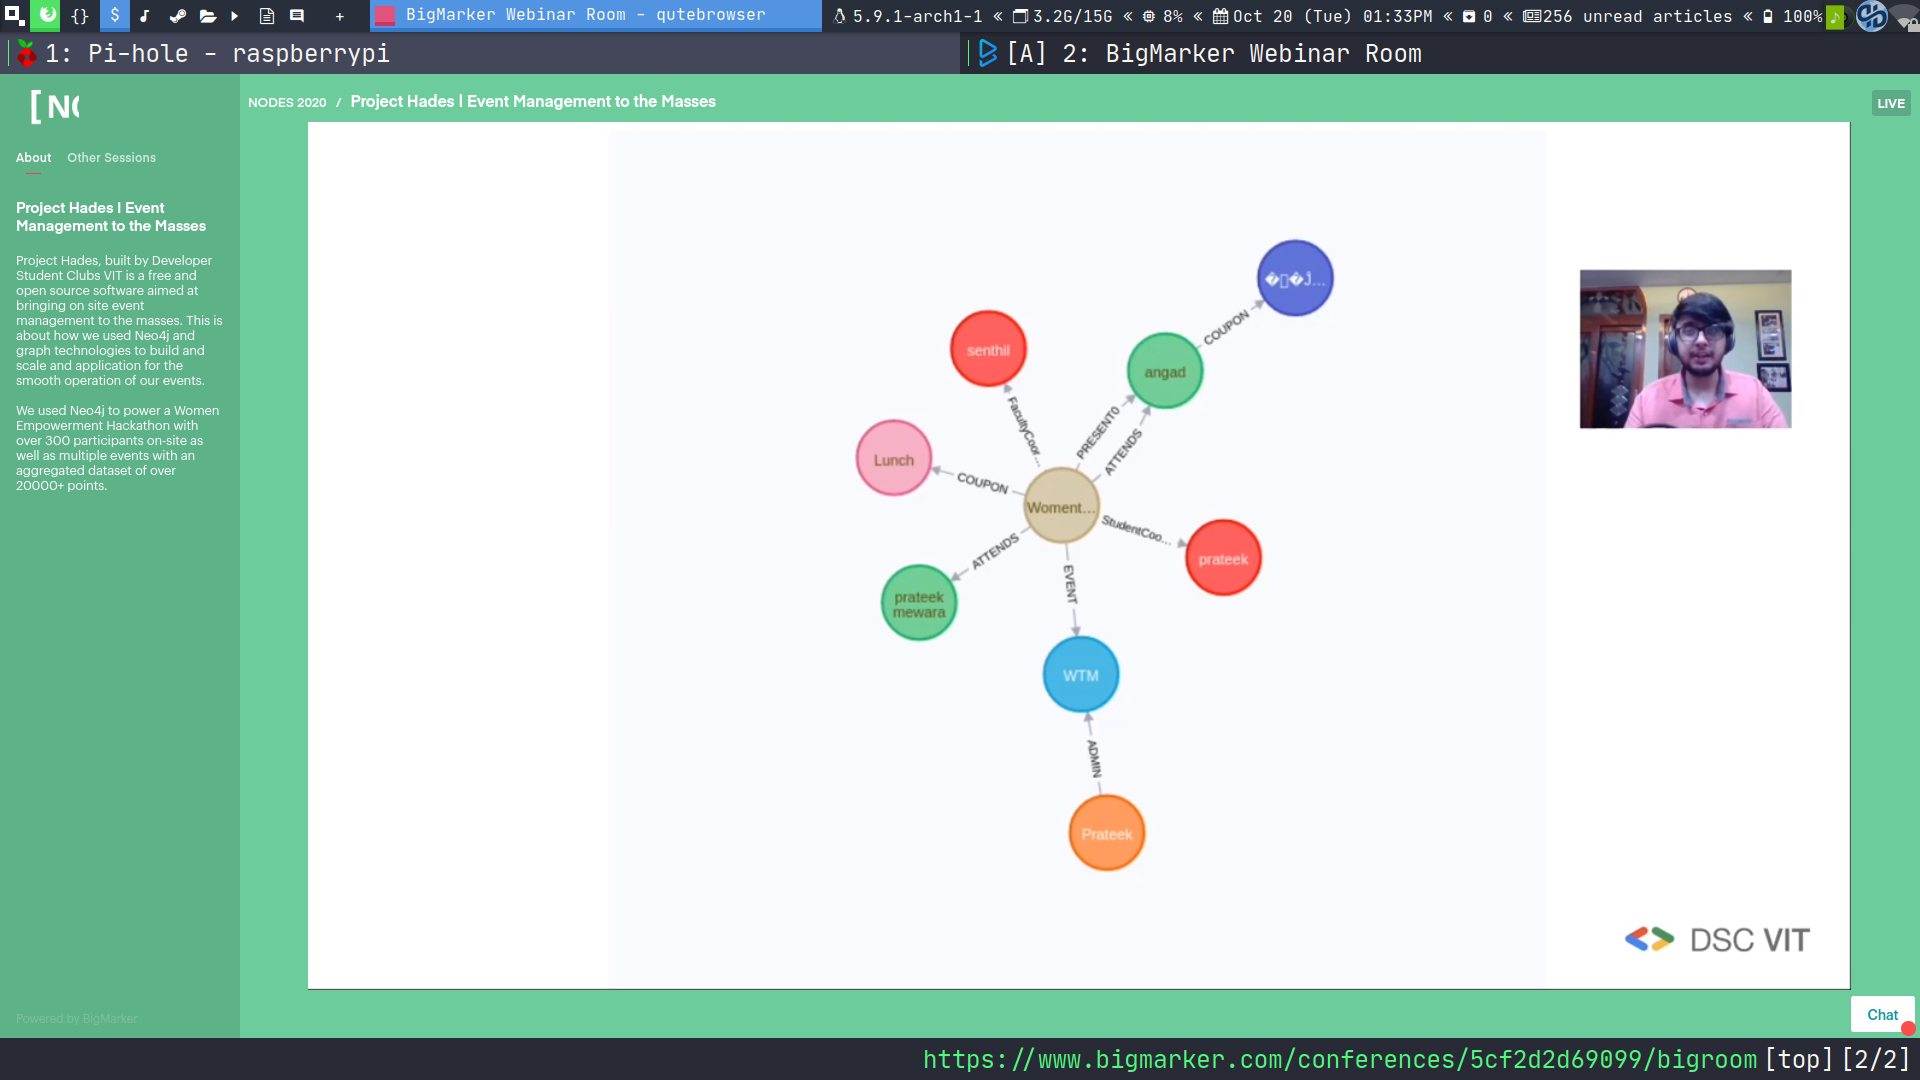 {} $ + BigMarker Webinar Room - qutebrowser 5.9.1-arch1-1 « 3.2G/15G « 8% « Oct 20 (Tue) 01:33PM « 0 « 256 unread articles « 100%
1: Pi-hole - raspberrypi
[A] 2: BigMarker Webinar Room
[NO
NODES 2020 / Project Hades | Event Management to the Masses
LIVE
About Other Sessions
Project Hades | Event
Management to the Masses
Project Hades, built by Developer
Student Clubs VIT is a free and
open source software aimed at
bringing on site event
management to the masses. This is
about how we used Neo4j and
graph technologies to build and
scale and application for the
smooth operation of our events.
We used Neo4j to power a Women
Empowerment Hackathon with
over 300 participants on-site as
well as multiple events with an
aggregated dataset of over
20000+ points.
Powered by BigMarker
COUPON
senthil
angad
FacultyCoor...
PRESENT0
ATTENDS
Lunch
COUPON
Woment...
StudentCoo...
prateek
ATTENDS
prateek
mewara
EVENT
WTM
ADMIN
Prateek
DSC VIT
Chat
https://www.bigmarker.com/conferences/5cf2d2d69099/bigroom [top] [2/2]